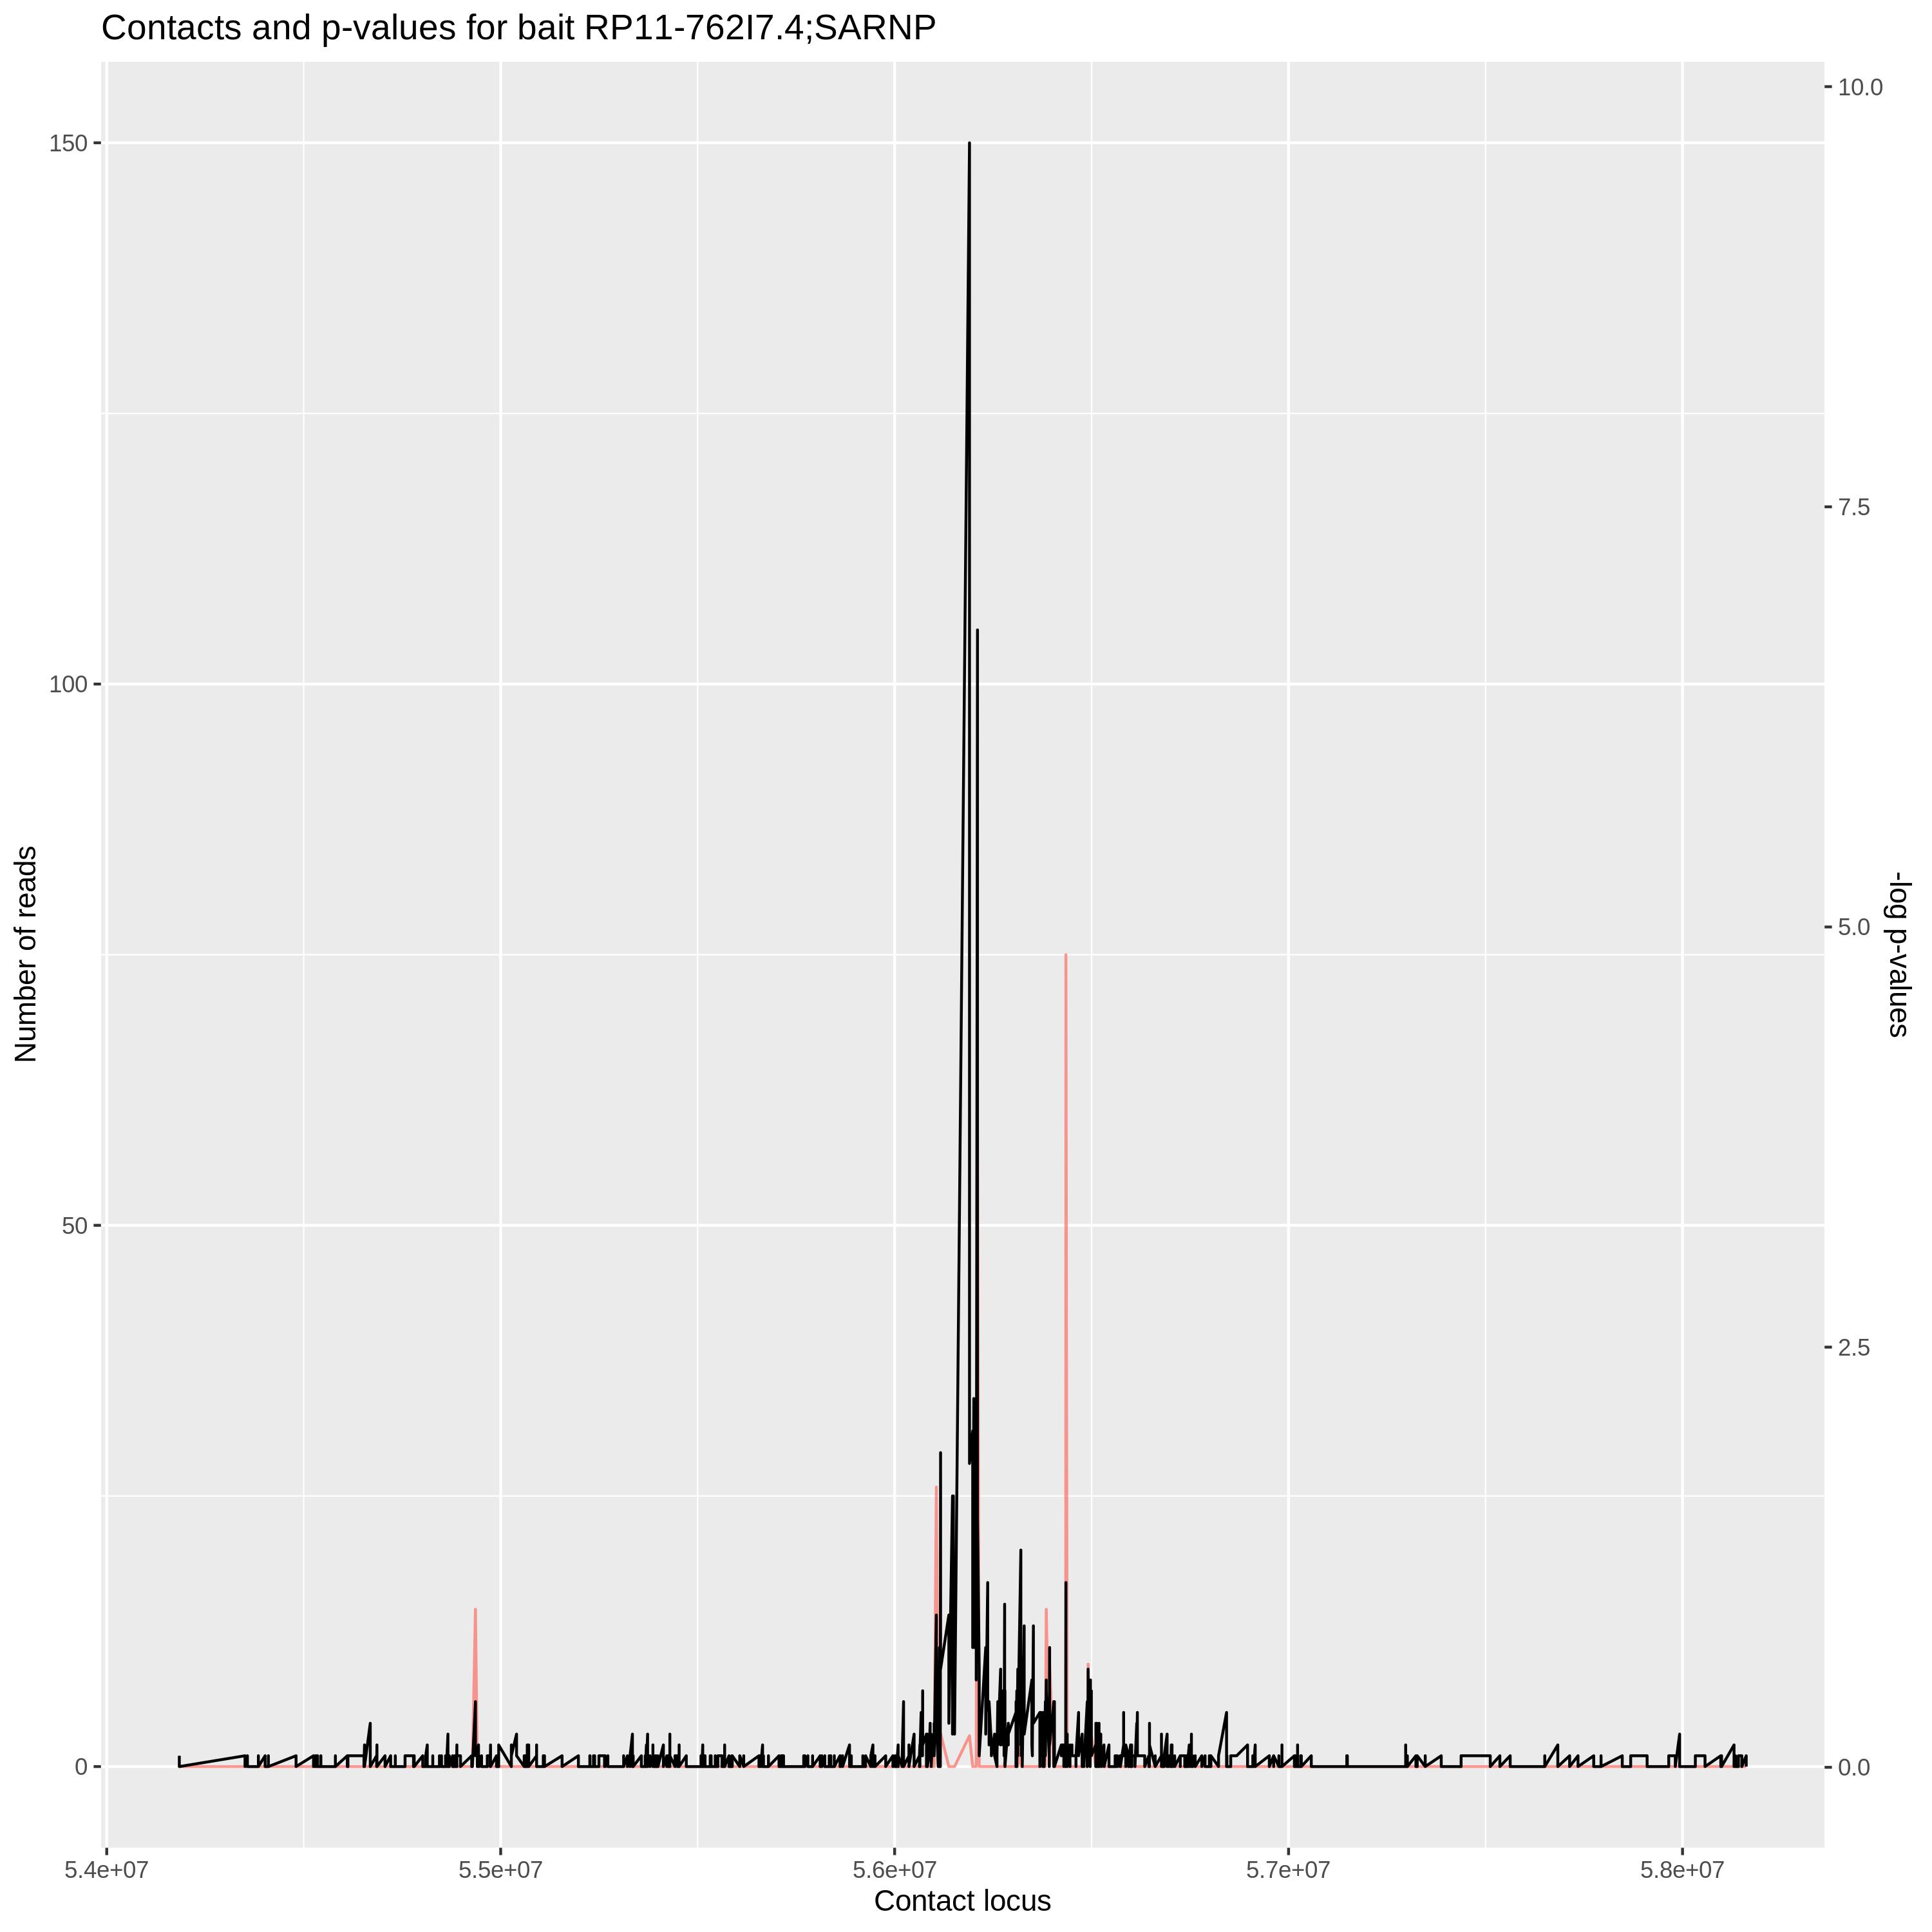 Contacts and p-values for bait RP11-762I7.4;SARNP
10.0
150
7.5
100
Number of reads
-log p-values
5.0
50
2.5
0
0.0
5.4e+07
5.5e+07
5.6e+07
5.7e+07
5.8e+07
Contact locus